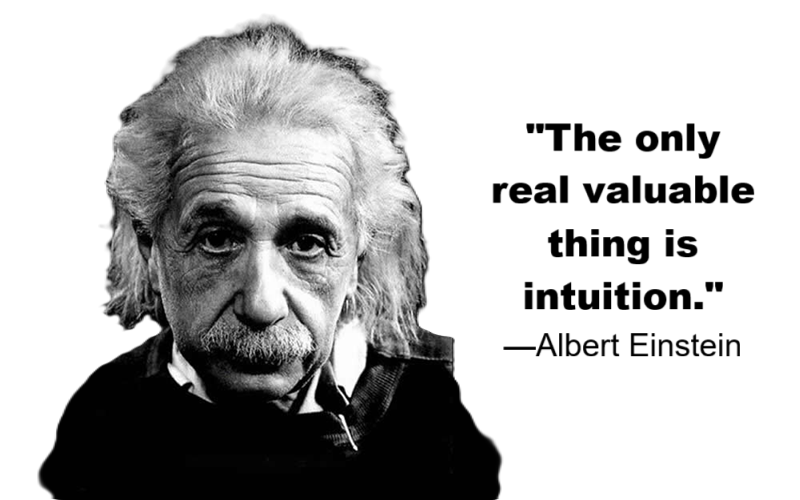 "The only
real valuable
thing is
intuition."
—Albert Einstein